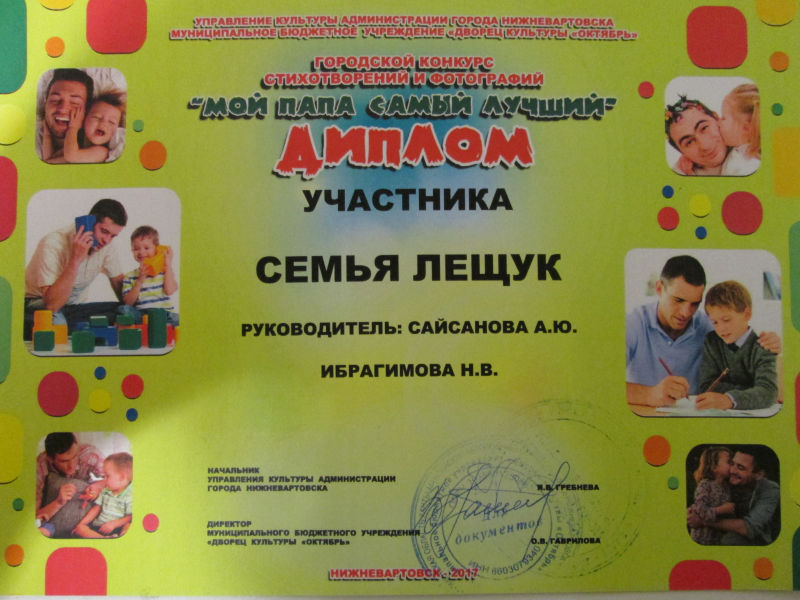 УПРАВЛЕНИЕ КУЛЬТУРЫ АДМИНИСТРАЦИИ ГОРОДА НИЖНЕВАРТОВСКА
МУНИЦИПАЛЬНОЕ БЮДЖЕТНОЕ УЧРЕЖДЕНИЕ «ДВОРЕЦ КУЛЬТУРЫ «ОКТЯБРЬ»
ГОРОДСКОЙ КОНКУРС
СТИХОТВОРЕНИЙ И ФОТОГРАФИЙ
"МОЙ ПАПА САМЫЙ ЛУЧШИЙ"
ДИПЛОМ
УЧАСТНИКА
СЕМЬЯ ЛЕЩУК
РУКОВОДИТЕЛЬ: САЙСАНОВА А.Ю.
ИБРАГИМОВА Н.В.
НАЧАЛЬНИК
УПРАВЛЕНИЯ КУЛЬТУРЫ АДМИНИСТРАЦИИ
ГОРОДА НИЖНЕВАРТОВСКА
Я.В. ГРЕБНЕВА
ДИРЕКТОР
МУНИЦИПАЛЬНОГО БЮДЖЕТНОГО УЧРЕЖДЕНИЯ
«ДВОРЕЦ КУЛЬТУРЫ «ОКТЯБРЬ»
О.В. ГАВРИЛОВА
документов
НИЖНЕВАРТОВСК - 2017